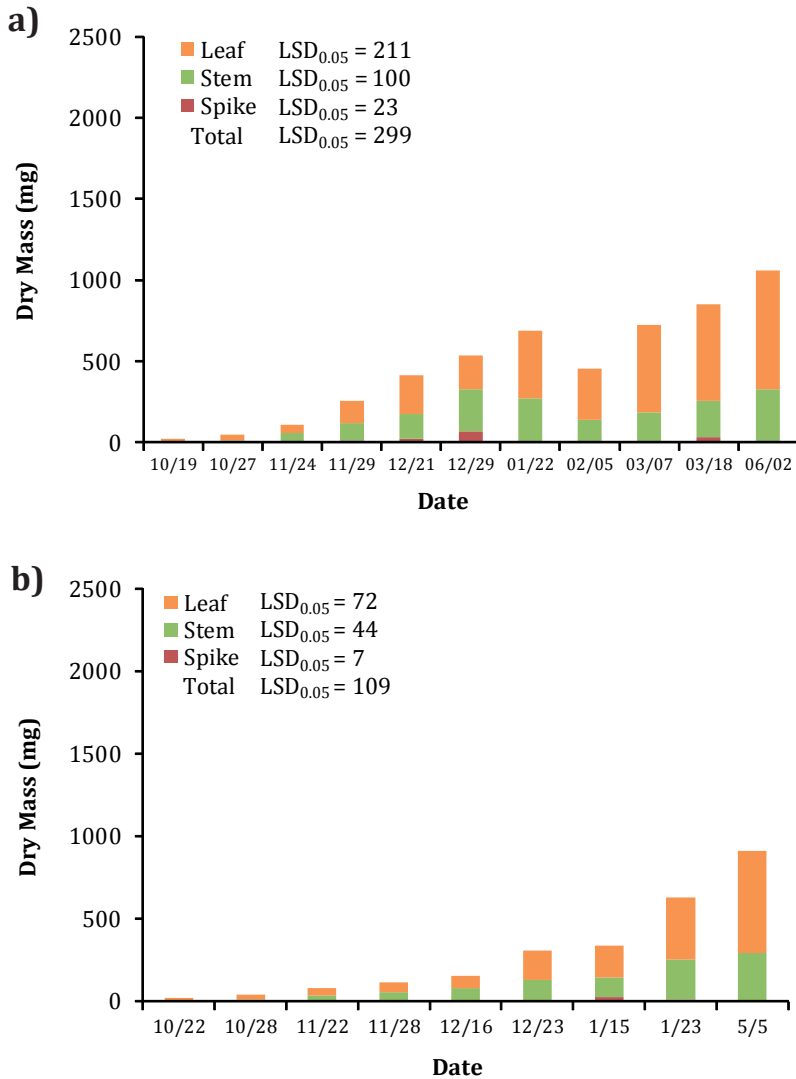 a)
2500
2000
1500
1000
500
0
Dry Mass (mg)
Leaf LSD0.05 = 211
Stem LSD0.05 = 100
Spike LSD0.05 = 23
Total LSD0.05 = 299
10/19 10/27 11/24 11/29 12/21 12/29 01/22 02/05 03/07 03/18 06/02
Date
b)
2500
2000
1500
1000
500
0
Dry Mass (mg)
Leaf LSD0.05 = 72
Stem LSD0.05 = 44
Spike LSD0.05 = 7
Total LSD0.05 = 109
10/22 10/28 11/22 11/28 12/16 12/23 1/15 1/23 5/5
Date